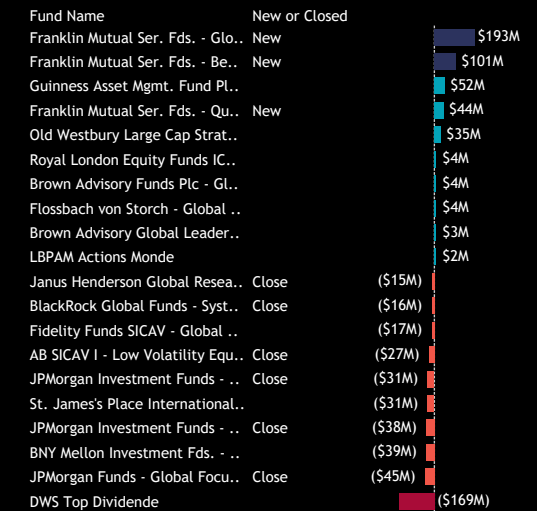 Fund Name New or Closed
Franklin Mutual Ser. Fds. - Glo.. New $193M
Franklin Mutual Ser. Fds. - Be.. New $101M
Guinness Asset Mgmt. Fund Pl.. $52M
Franklin Mutual Ser. Fds. - Qu.. New $44M
Old Westbury Large Cap Strat.. $35M
Royal London Equity Funds IC.. $4M
Brown Advisory Funds Plc - Gl.. $4M
Flossbach von Storch - Global .. $4M
Brown Advisory Global Leader.. $3M
LBPAM Actions Monde $2M
Janus Henderson Global Resea.. Close ($15M)
BlackRock Global Funds - Syst.. Close ($16M)
Fidelity Funds SICAV - Global .. ($17M)
AB SICAV I - Low Volatility Equ.. Close ($27M)
JPMorgan Investment Funds - .. Close ($31M)
St. James's Place International.. ($31M)
JPMorgan Investment Funds - .. Close ($38M)
BNY Mellon Investment Fds. - .. ($39M)
JPMorgan Funds - Global Focu.. Close ($45M)
DWS Top Dividende ($169M)